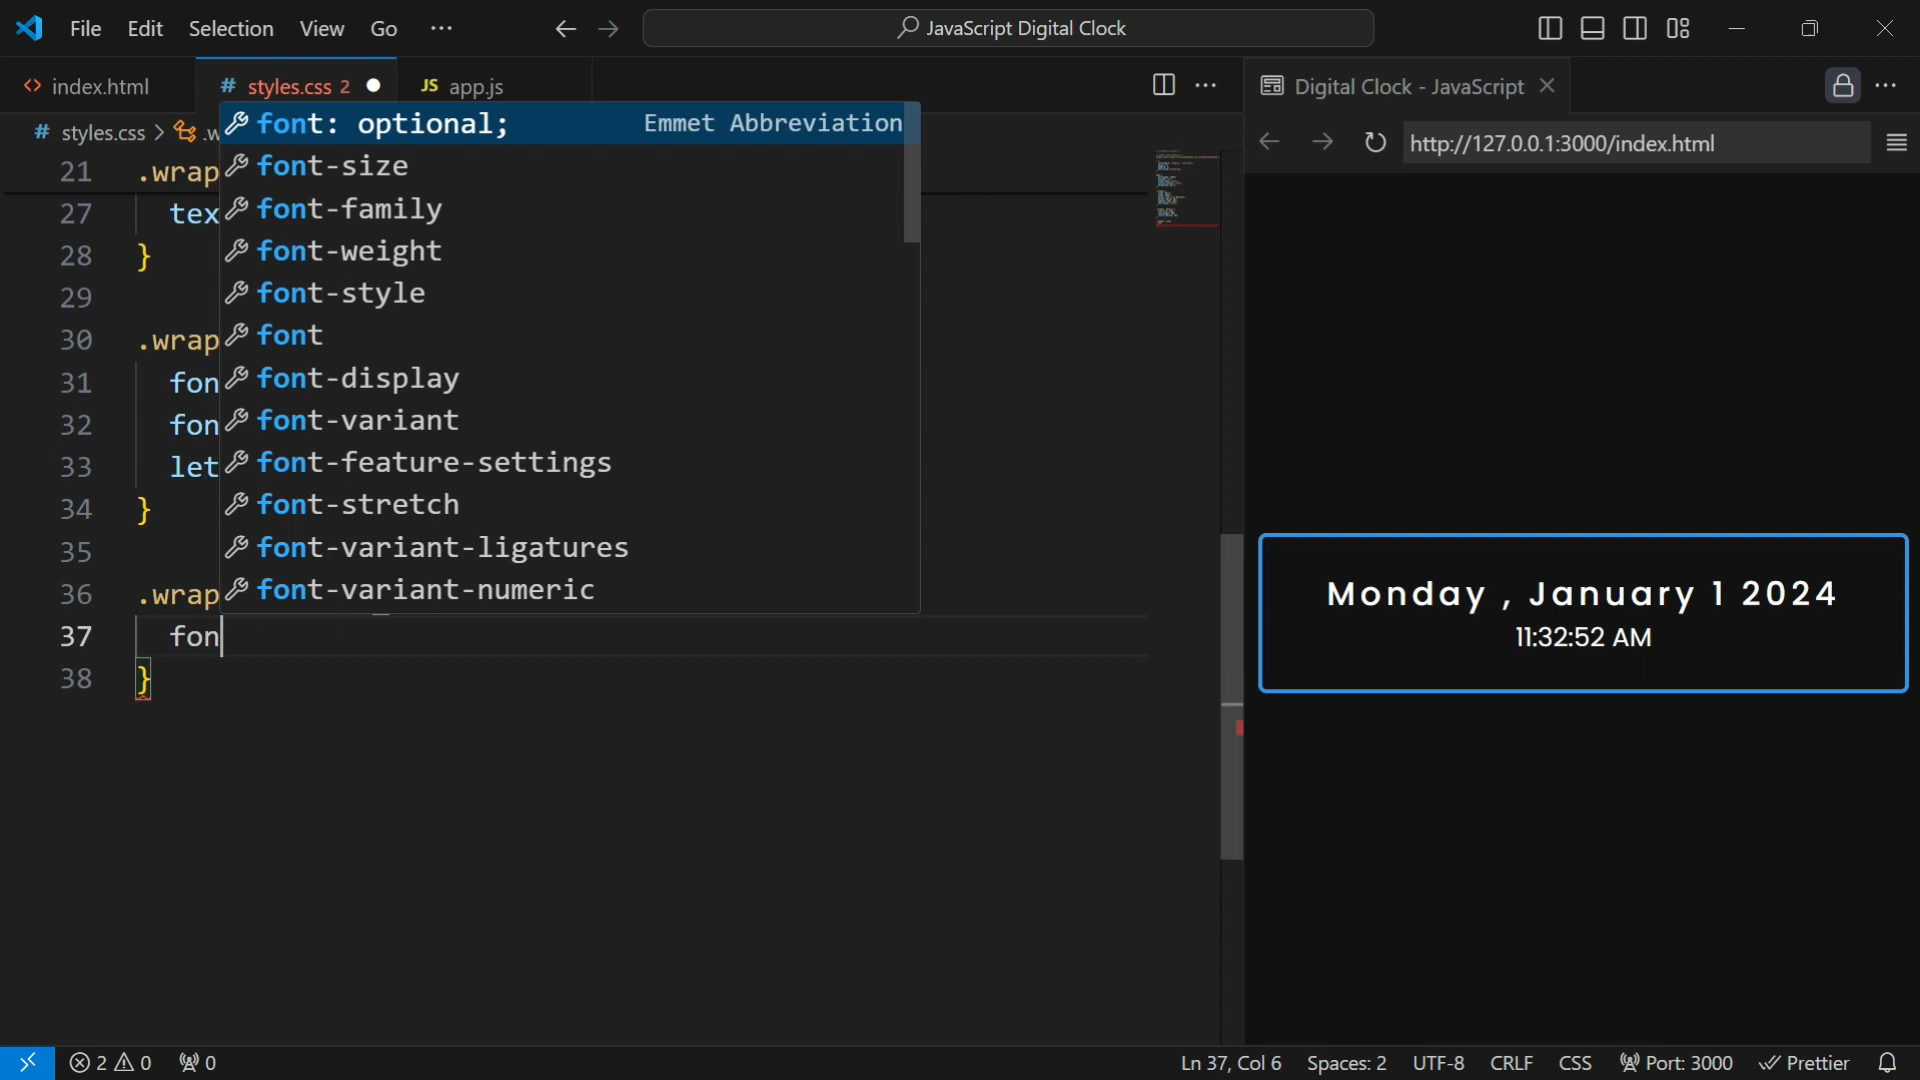 File Edit Selection View Go ···
JavaScript Digital Clock
<> index.html
# styles.css 2
JS app.js
Digital Clock - JavaScript
# styles.css > .w
http://127.0.0.1:3000/index.html
font: optional; Emmet Abbreviation
font-size
font-family
font-weight
font-style
font
font-display
font-variant
font-feature-settings
font-stretch
font-variant-ligatures
font-variant-numeric
21 .wrap
27 tex
28 }
29
30 .wrap
31 fon
32 fon
33 let
34 }
35
36 .wrap
37 fon
38 }
Monday , January 1 2024
11:32:52 AM
2 0 0
Ln 37, Col 6 Spaces: 2 UTF-8 CRLF CSS Port: 3000 Prettier